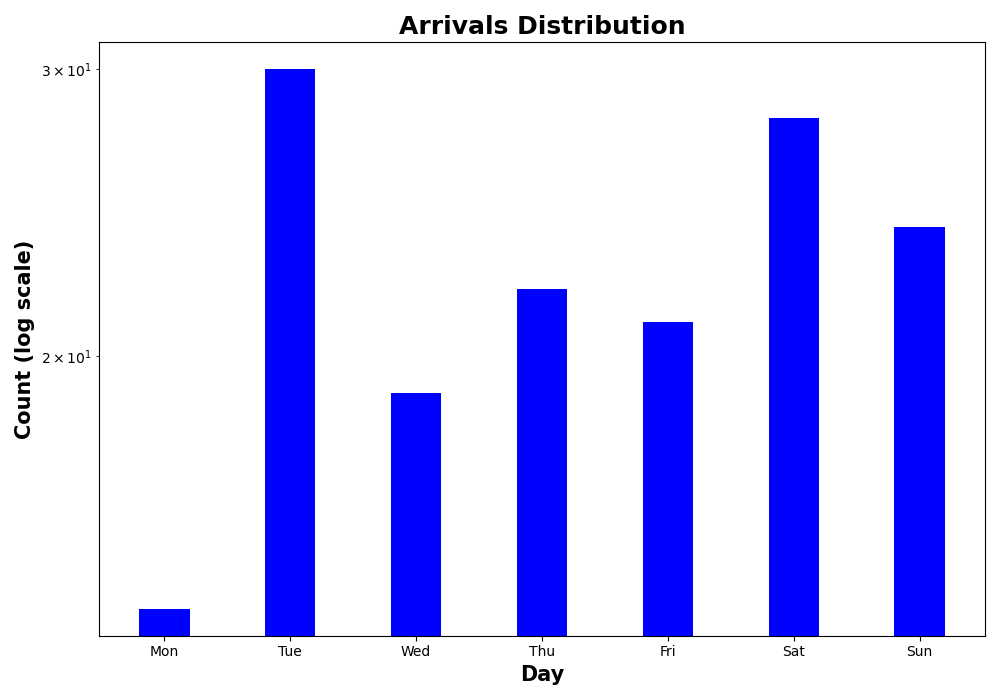 Arrivals Distribution
3 × 10¹
2 × 10¹
Count (log scale)
Mon Tue Wed Thu Fri Sat Sun
Day